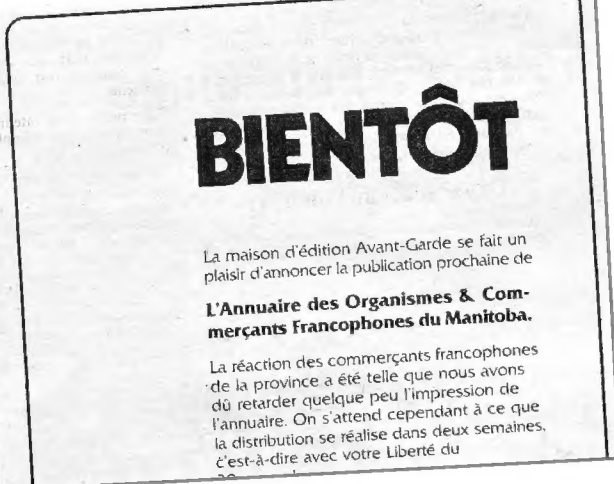 BIENTÔT
La maison d'édition Avant-Garde se fait un
plaisir d'annoncer la publication prochaine de
L'Annuaire des Organismes & Com-
merçants Francophones du Manitoba.
La réaction des commerçants francophones
de la province a été telle que nous avons
dû retarder quelque peu l'impression de
l'annuaire. On s'attend cependant à ce que
la distribution se réalise dans deux semaines,
c'est-à-dire avec votre Liberté du